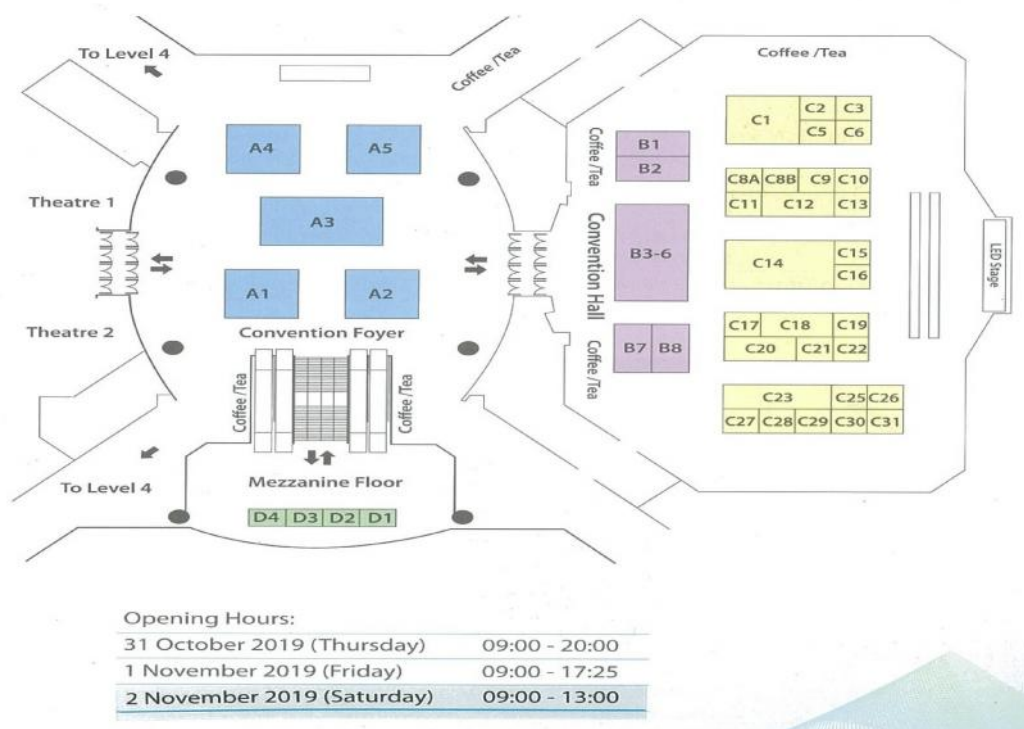 To Level 4
Coffee /Tea
Coffee /Tea
C1
C2
C3
C5
C6
A4
A5
Coffee /Tea
B1
B2
C8A
C8B
C9
C10
C11
C12
C13
Theatre 1
A3
Convention Hall
B3-6
C14
C15
C16
LED Stage
A1
A2
Theatre 2
Convention Foyer
Coffee /Tea
B7
B8
C17
C18
C19
C20
C21
C22
Coffee /Tea
Coffee /Tea
C23
C25
C26
C27
C28
C29
C30
C31
To Level 4
Mezzanine Floor
D4
D3
D2
D1
Opening Hours:
31 October 2019 (Thursday) 09:00 - 20:00
1 November 2019 (Friday) 09:00 - 17:25
2 November 2019 (Saturday) 09:00 - 13:00